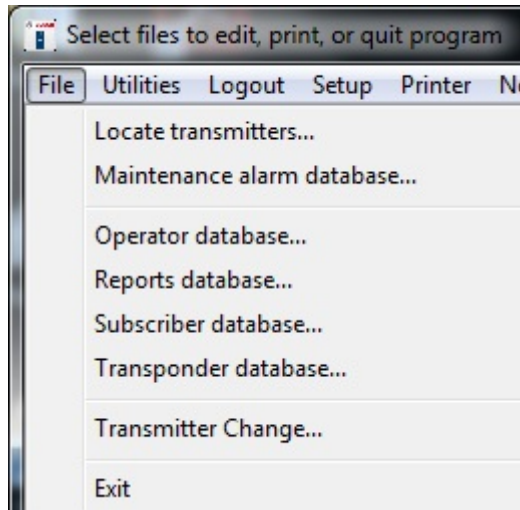 Select files to edit, print, or quit program
File Utilities Logout Setup Printer
Locate transmitters...
Maintenance alarm database...
Operator database...
Reports database...
Subscriber database...
Transponder database...
Transmitter Change...
Exit